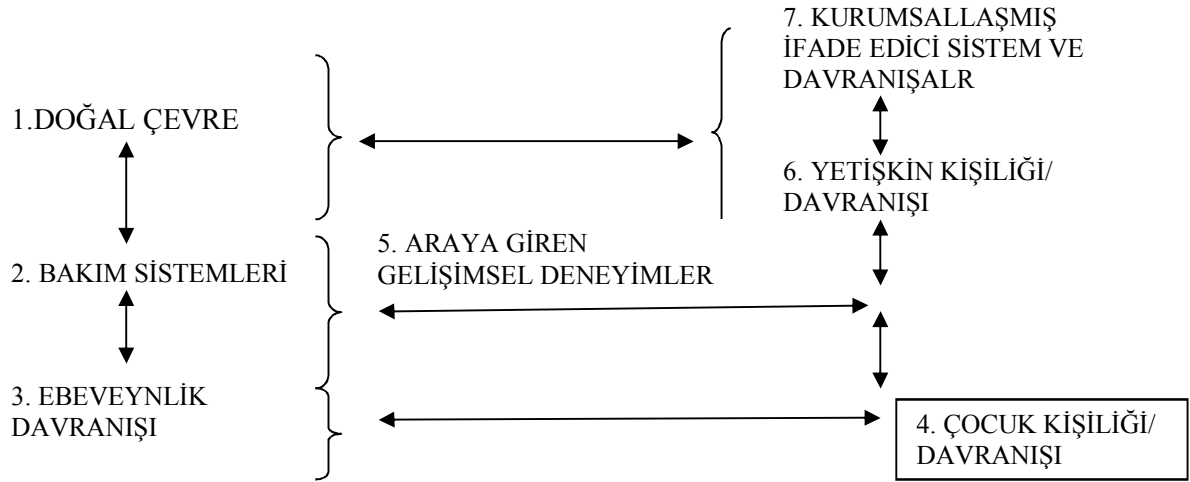 7. KURUMSALLAŞMIŞ
İFADE EDİCİ SİSTEM VE
DAVRANIŞALR
1.DOĞAL ÇEVRE
6. YETİŞKİN KİŞİLİĞİ/
DAVRANIŞI
5. ARAYA GİREN
GELİŞİMSEL DENEYİMLER
2. BAKIM SİSTEMLERİ
3. EBEVEYNLİK
DAVRANIŞI
4. ÇOCUK KİŞİLİĞİ/
DAVRANIŞI